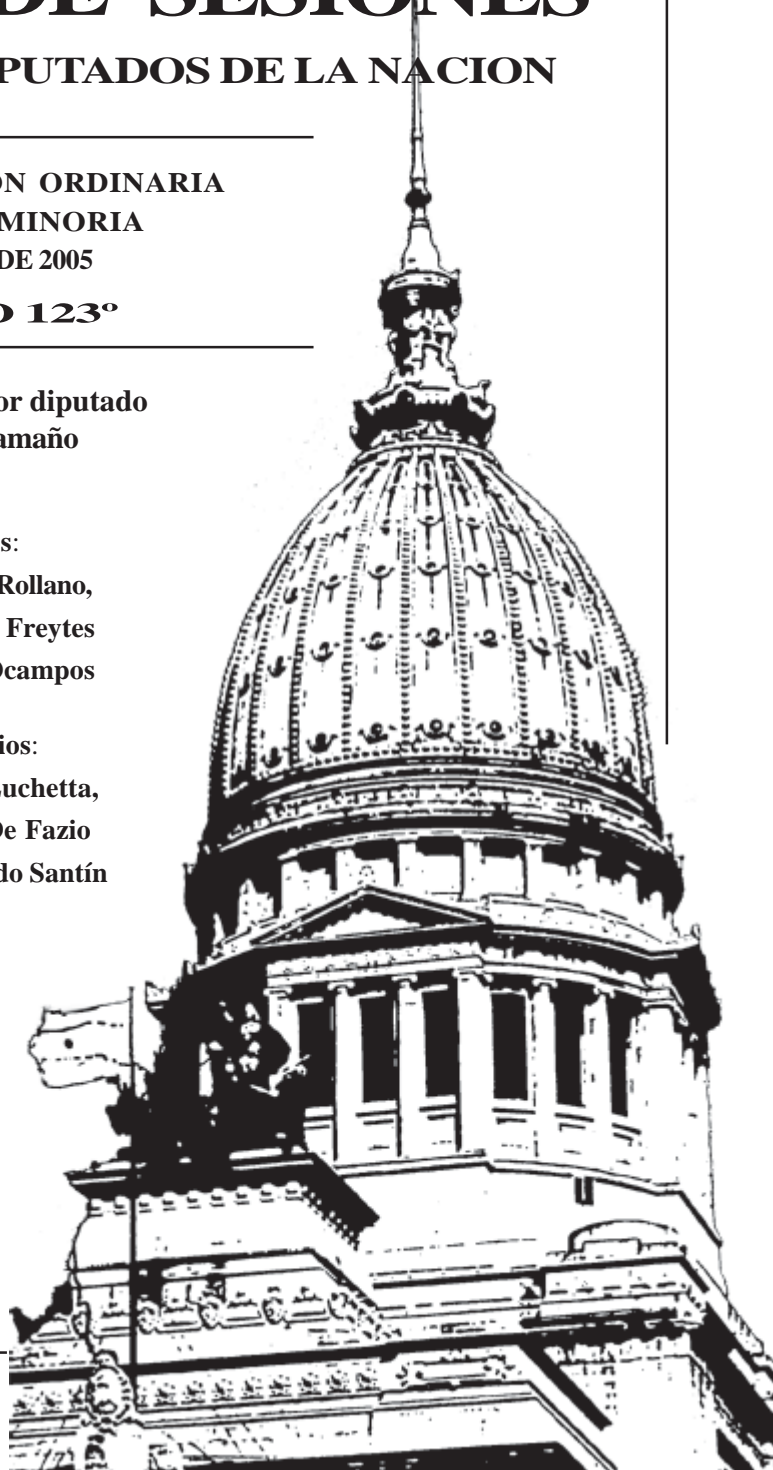 DE SESIONES
PUTADOS DE LA NACION
ON ORDINARIA
MINORIA
DE 2005
O 123º
or diputado
amaño
s:
Rollano,
Freytes
Ocampos
ios:
Luchetta,
De Fazio
do Santín